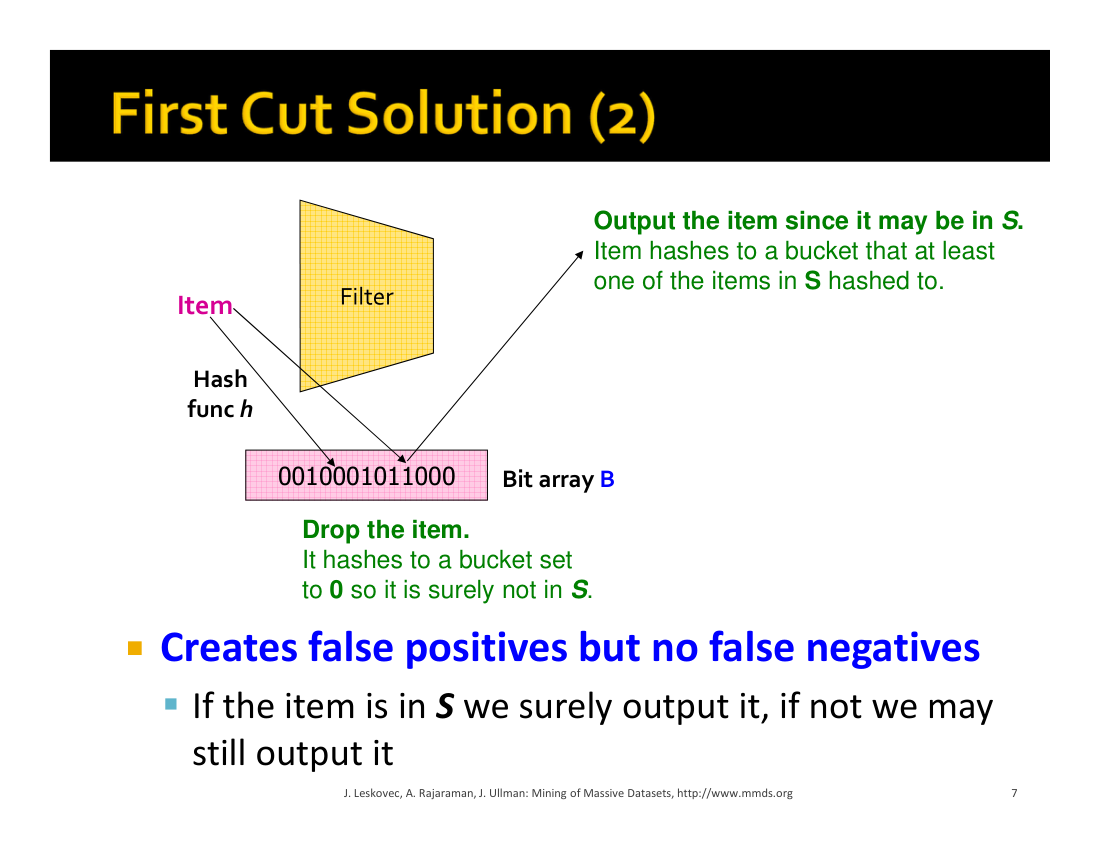 First Cut Solution (2)
Output the item since it may be in S.
Item hashes to a bucket that at least
one of the items in S hashed to.
Filter
Item
Hash
func h
0010001011000
Bit array B
Drop the item.
It hashes to a bucket set
to 0 so it is surely not in S.
Creates false positives but no false negatives
If the item is in S we surely output it, if not we may
still output it
J. Leskovec, A. Rajaraman, J. Ullman: Mining of Massive Datasets, http://www.mmds.org
7